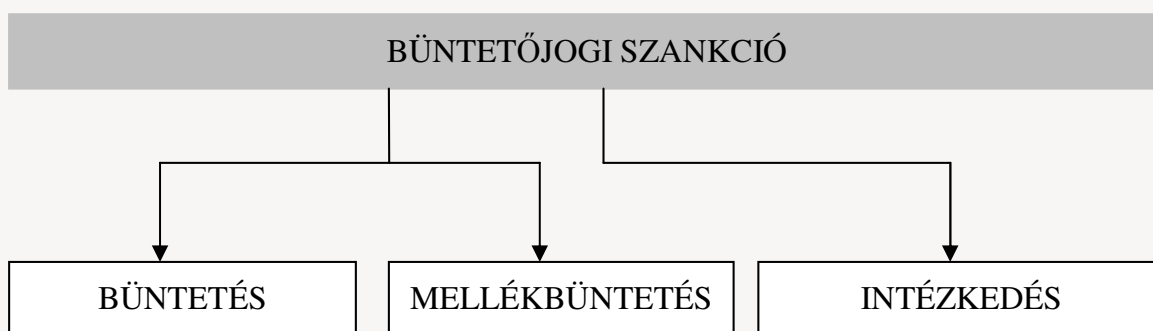 BÜNTETŐJOGI SZANKCIÓ
BÜNTETÉS
MELLÉKBÜNTETÉS
INTÉZKEDÉS